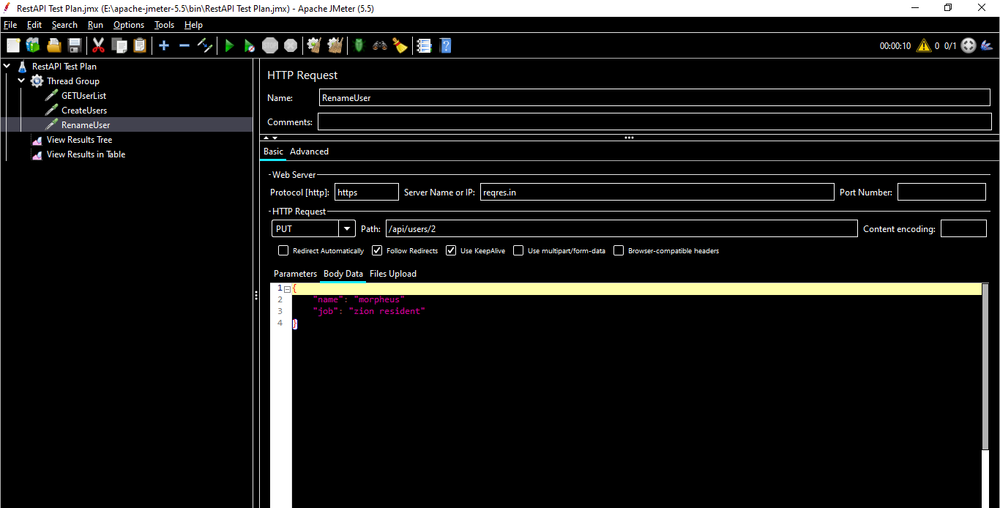 RestAPI Test Plan.jmx (E:\apache-jmeter-5.5\bin\RestAPI Test Plan.jmx) - Apache JMeter (5.5)
File Edit Search Run Options Tools Help
00:00:10 0 0/1
RestAPI Test Plan
Thread Group
GETUserList
CreateUsers
RenameUser
View Results Tree
View Results in Table
HTTP Request
Name: RenameUser
Comments:
Basic Advanced
Web Server
Protocol [http]: https Server Name or IP: reqres.in Port Number:
HTTP Request
PUT Path: /api/users/2 Content encoding:
Redirect Automatically Follow Redirects Use KeepAlive Use multipart/form-data Browser-compatible headers
Parameters Body Data Files Upload
1 {
2 "name": "morpheus"
3 "job": "zion resident"
4 }